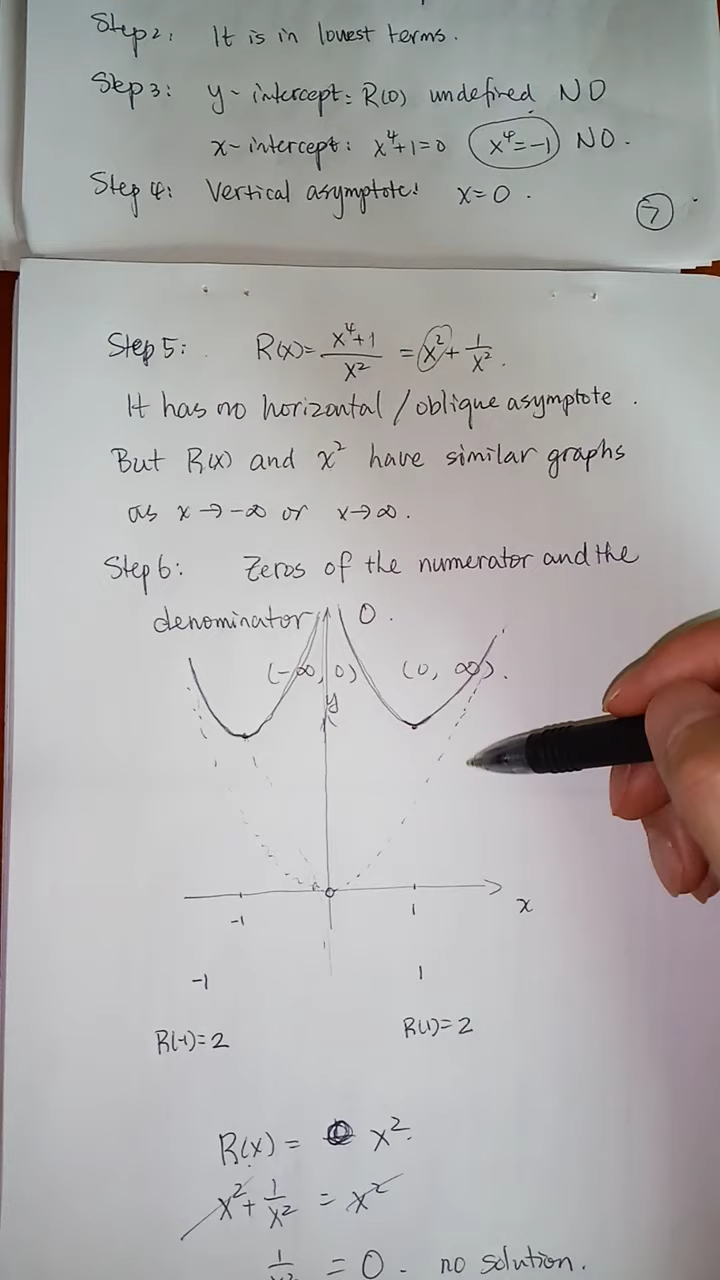 Step 2: It is in lowest terms.
Step 3: y-intercept: R(0) undefined NO
x-intercept: x⁴+1=0 x⁴=-1 NO.
Step 4: Vertical asymptote: x=0.
7
Step 5: R(x)= (x⁴+1)/x² = x² + 1/x².
It has no horizontal / oblique asymptote.
But R(x) and x² have similar graphs
as x→-∞ or x→∞.
Step 6: Zeros of the numerator and the
denominator 0.
(-∞, 0) (0, ∞).
y
x
-1 1
-1 1
R(-1)=2 R(1)=2
R(x) = x².
x² + 1/x² = x²
1/x² = 0. no solution.